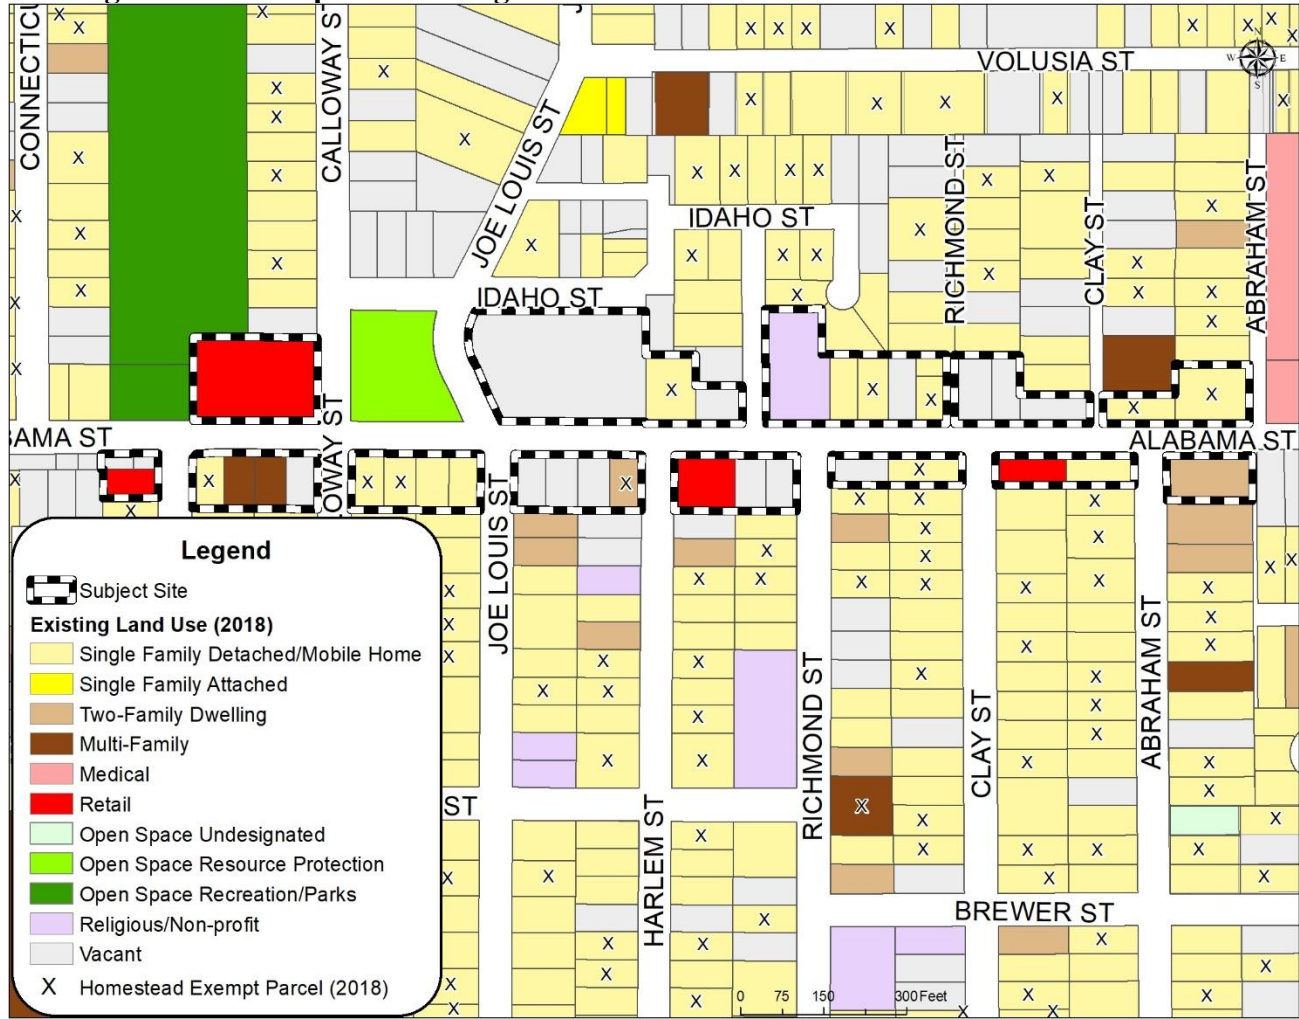 CONNECTICU
CALLOWAY ST
JOE LOUIS ST
VOLUSIA ST
N
W E
S
IDAHO ST
RICHMOND ST
CLAY ST
ABRAHAM ST
IDAHO ST
BAMA ST
ALABAMA ST
LOWAY ST
JOE LOUIS ST
Legend
Subject Site
Existing Land Use (2018)
Single Family Detached/Mobile Home
Single Family Attached
Two-Family Dwelling
Multi-Family
Medical
Retail
Open Space Undesignated
Open Space Resource Protection
Open Space Recreation/Parks
Religious/Non-profit
Vacant
X Homestead Exempt Parcel (2018)
ST
HARLEM ST
RICHMOND ST
CLAY ST
ABRAHAM ST
BREWER ST
0 75 150 300 Feet